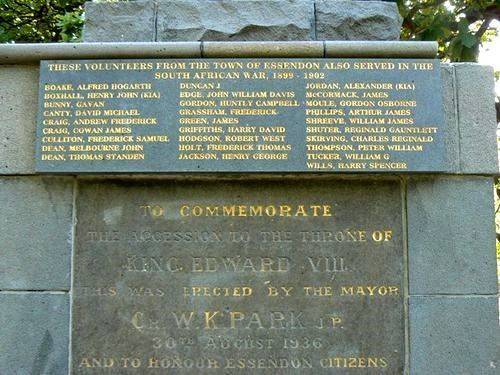 THESE VOLUNTEERS FROM THE TOWN OF ESSENDON ALSO SERVED IN THE
SOUTH AFRICAN WAR, 1899 - 1902
BOAKE, ALFRED HOGARTH
BOXHALL, HENRY JOHN (KIA)
BUNNY, GAVAN
CANTY, DAVID MICHAEL
CRAIG, ANDREW FREDERICK
CRAIG, COWAN JAMES
CULLITON, FREDERICK SAMUEL
DEAN, MELBOURNE JOHN
DEAN, THOMAS STANDEN
DUNCAN J
EDGE, JOHN WILLIAM DAVIS
GORDON, HUNTLY CAMPBELL
GRASSHAM, FREDERICK
GREEN, JAMES
GRIFFITHS, HARRY DAVID
HODGSON, ROBERT WEST
HOLT, FREDERICK THOMAS
JACKSON, HENRY GEORGE
JORDAN, ALEXANDER (KIA)
McCORMACK, JAMES
MOULE, GORDON OSBORNE
PHILLIPS, ARTHUR JAMES
SHREEVE, WILLIAM JAMES
SHUTER, REGINALD GAUNTLETT
SKIRVING, CHARLES REGINALD
THOMPSON, PETER WILLIAM
TUCKER, WILLIAM G
WILLS, HARRY SPENCER
TO COMMEMORATE
THE ACCESSION TO THE THRONE OF
KING EDWARD VIII
THIS WAS ERECTED BY THE MAYOR
CR. W.K. PARK J.P.
30TH AUGUST 1936
AND TO HONOUR ESSENDON CITIZENS